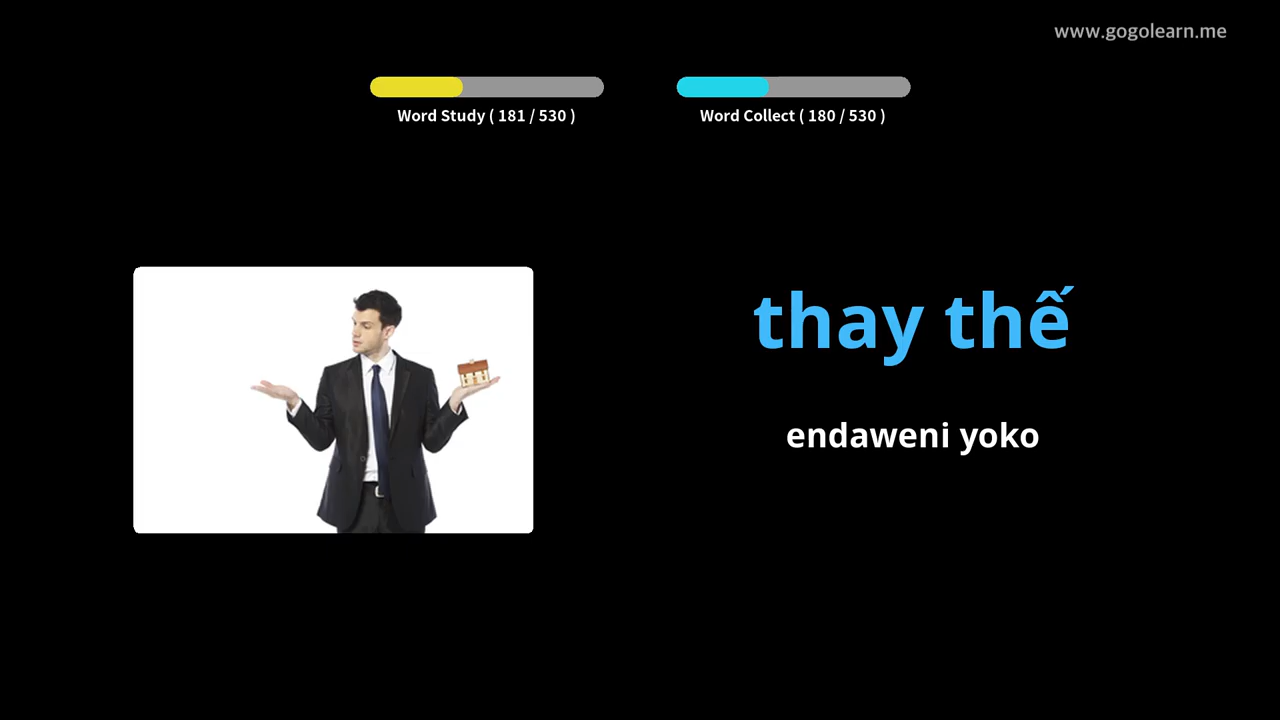 www.gogolearn.me
Word Study ( 181 / 530 )
Word Collect ( 180 / 530 )
thay thế
endaweni yoko